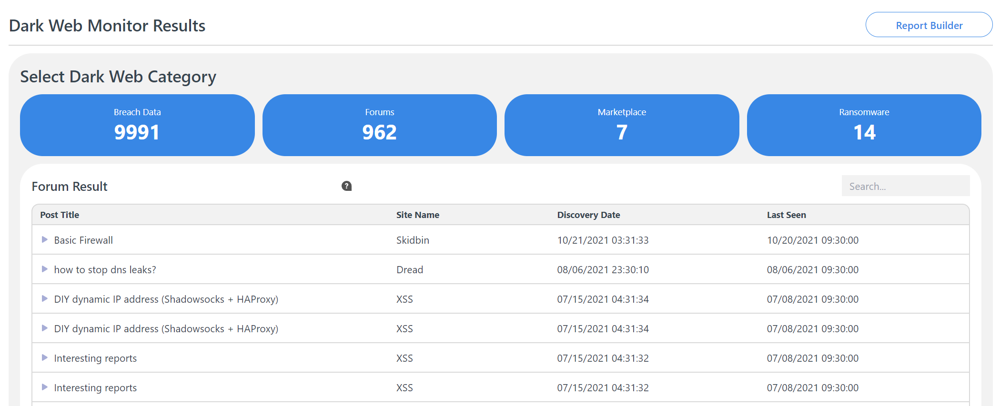 Dark Web Monitor Results
Report Builder
Select Dark Web Category
Breach Data
9991
Forums
962
Marketplace
7
Ransomware
14
Forum Result
?
Search...
Post Title Site Name Discovery Date Last Seen
Basic Firewall Skidbin 10/21/2021 03:31:33 10/20/2021 09:30:00
how to stop dns leaks? Dread 08/06/2021 23:30:10 08/06/2021 09:30:00
DIY dynamic IP address (Shadowsocks + HAProxy) XSS 07/15/2021 04:31:34 07/08/2021 09:30:00
DIY dynamic IP address (Shadowsocks + HAProxy) XSS 07/15/2021 04:31:34 07/08/2021 09:30:00
Interesting reports XSS 07/15/2021 04:31:32 07/08/2021 09:30:00
Interesting reports XSS 07/15/2021 04:31:32 07/08/2021 09:30:00